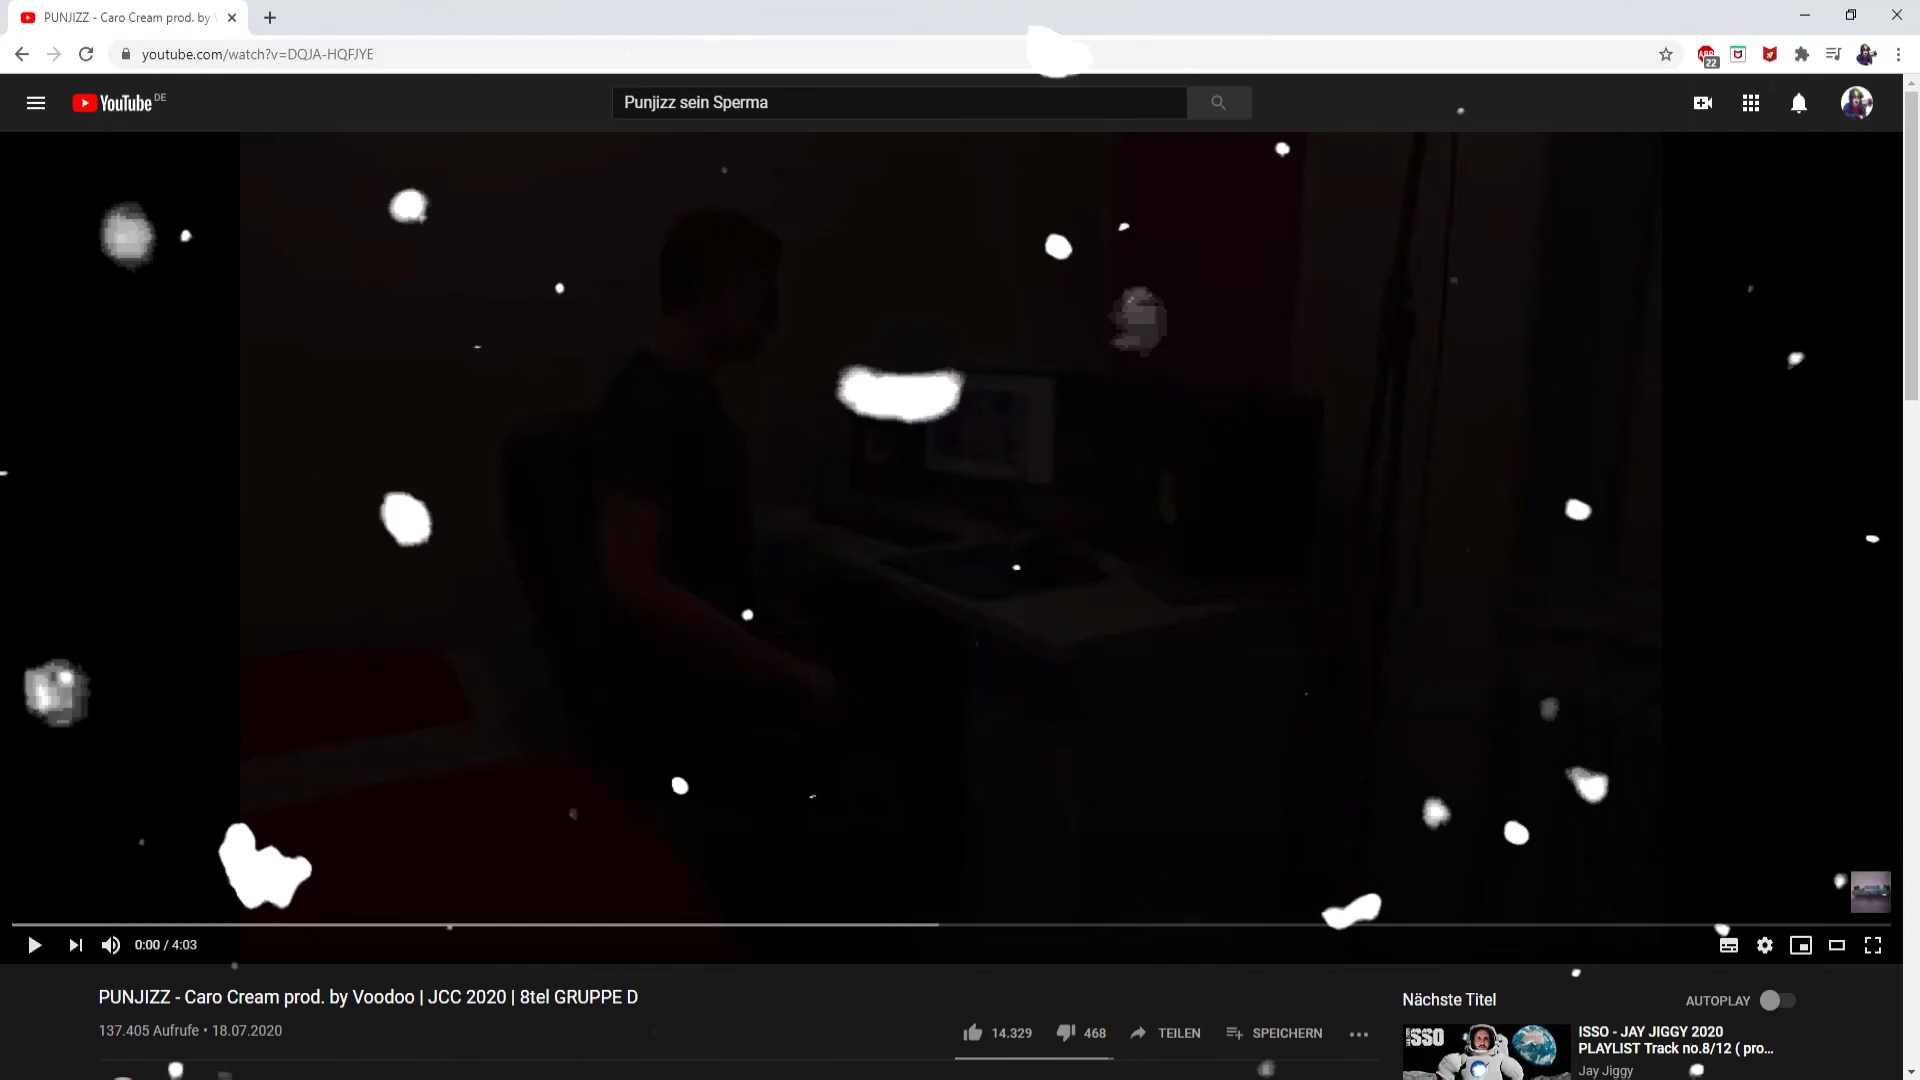 PUNJIZZ - Caro Cream prod. by
youtube.com/watch?v=DQJA-HQFJYE
22
YouTube DE
Punjizz sein Sperma
0:00 / 4:03
PUNJIZZ - Caro Cream prod. by Voodoo | JCC 2020 | 8tel GRUPPE D
137.405 Aufrufe • 18.07.2020
14.329
468
TEILEN
SPEICHERN
Nächste Titel
AUTOPLAY
ISSO
ISSO - JAY JIGGY 2020
PLAYLIST Track no.8/12 ( pro...
Jay Jiggy